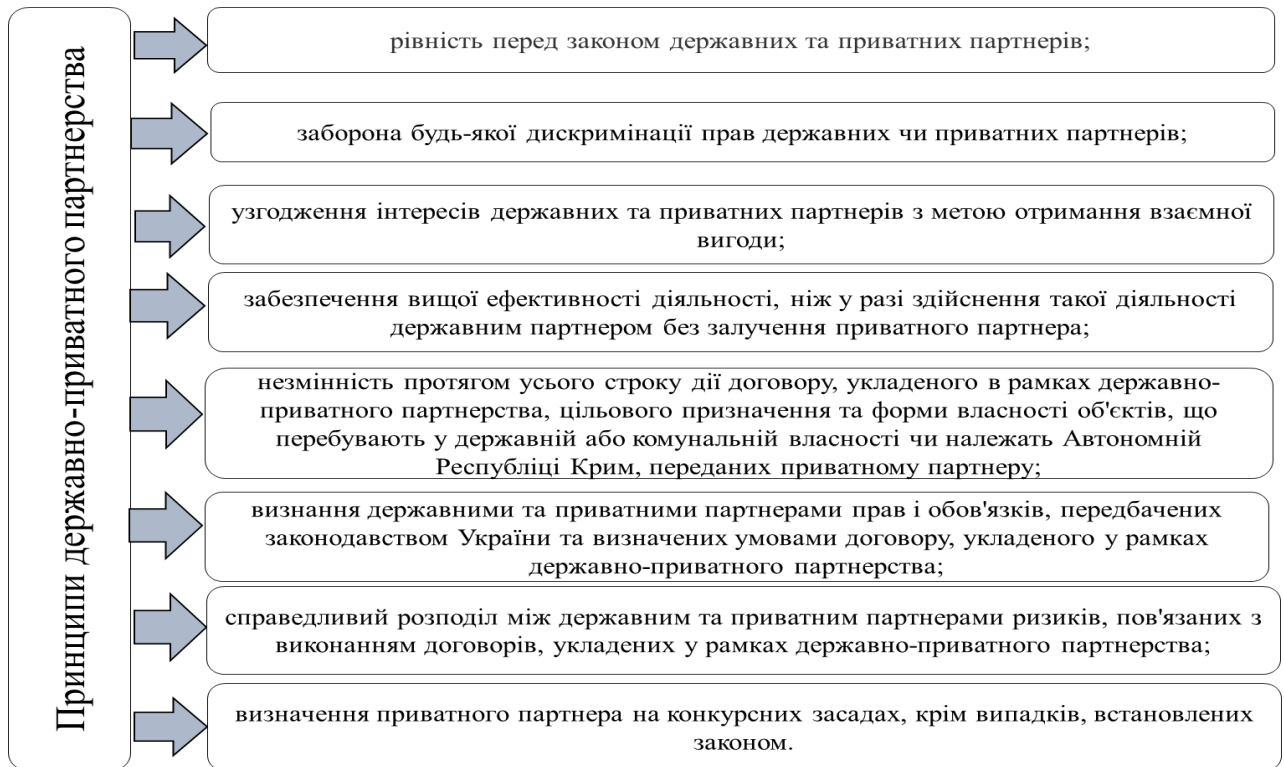 Принципи державно-приватного партнерства
рівність перед законом державних та приватних партнерів;
заборона будь-якої дискримінації прав державних чи приватних партнерів;
узгодження інтересів державних та приватних партнерів з метою отримання взаємної
вигоди;
забезпечення вищої ефективності діяльності, ніж у разі здійснення такої діяльності
державним партнером без залучення приватного партнера;
незмінність протягом усього строку дії договору, укладеного в рамках державно-
приватного партнерства, цільового призначення та форми власності об'єктів, що
перебувають у державній або комунальній власності чи належать Автономній
Республіці Крим, переданих приватному партнеру;
визнання державними та приватними партнерами прав і обов'язків, передбачених
законодавством України та визначених умовами договору, укладеного у рамках
державно-приватного партнерства;
справедливий розподіл між державним та приватним партнерами ризиків, пов'язаних з
виконанням договорів, укладених у рамках державно-приватного партнерства;
визначення приватного партнера на конкурсних засадах, крім випадків, встановлених
законом.